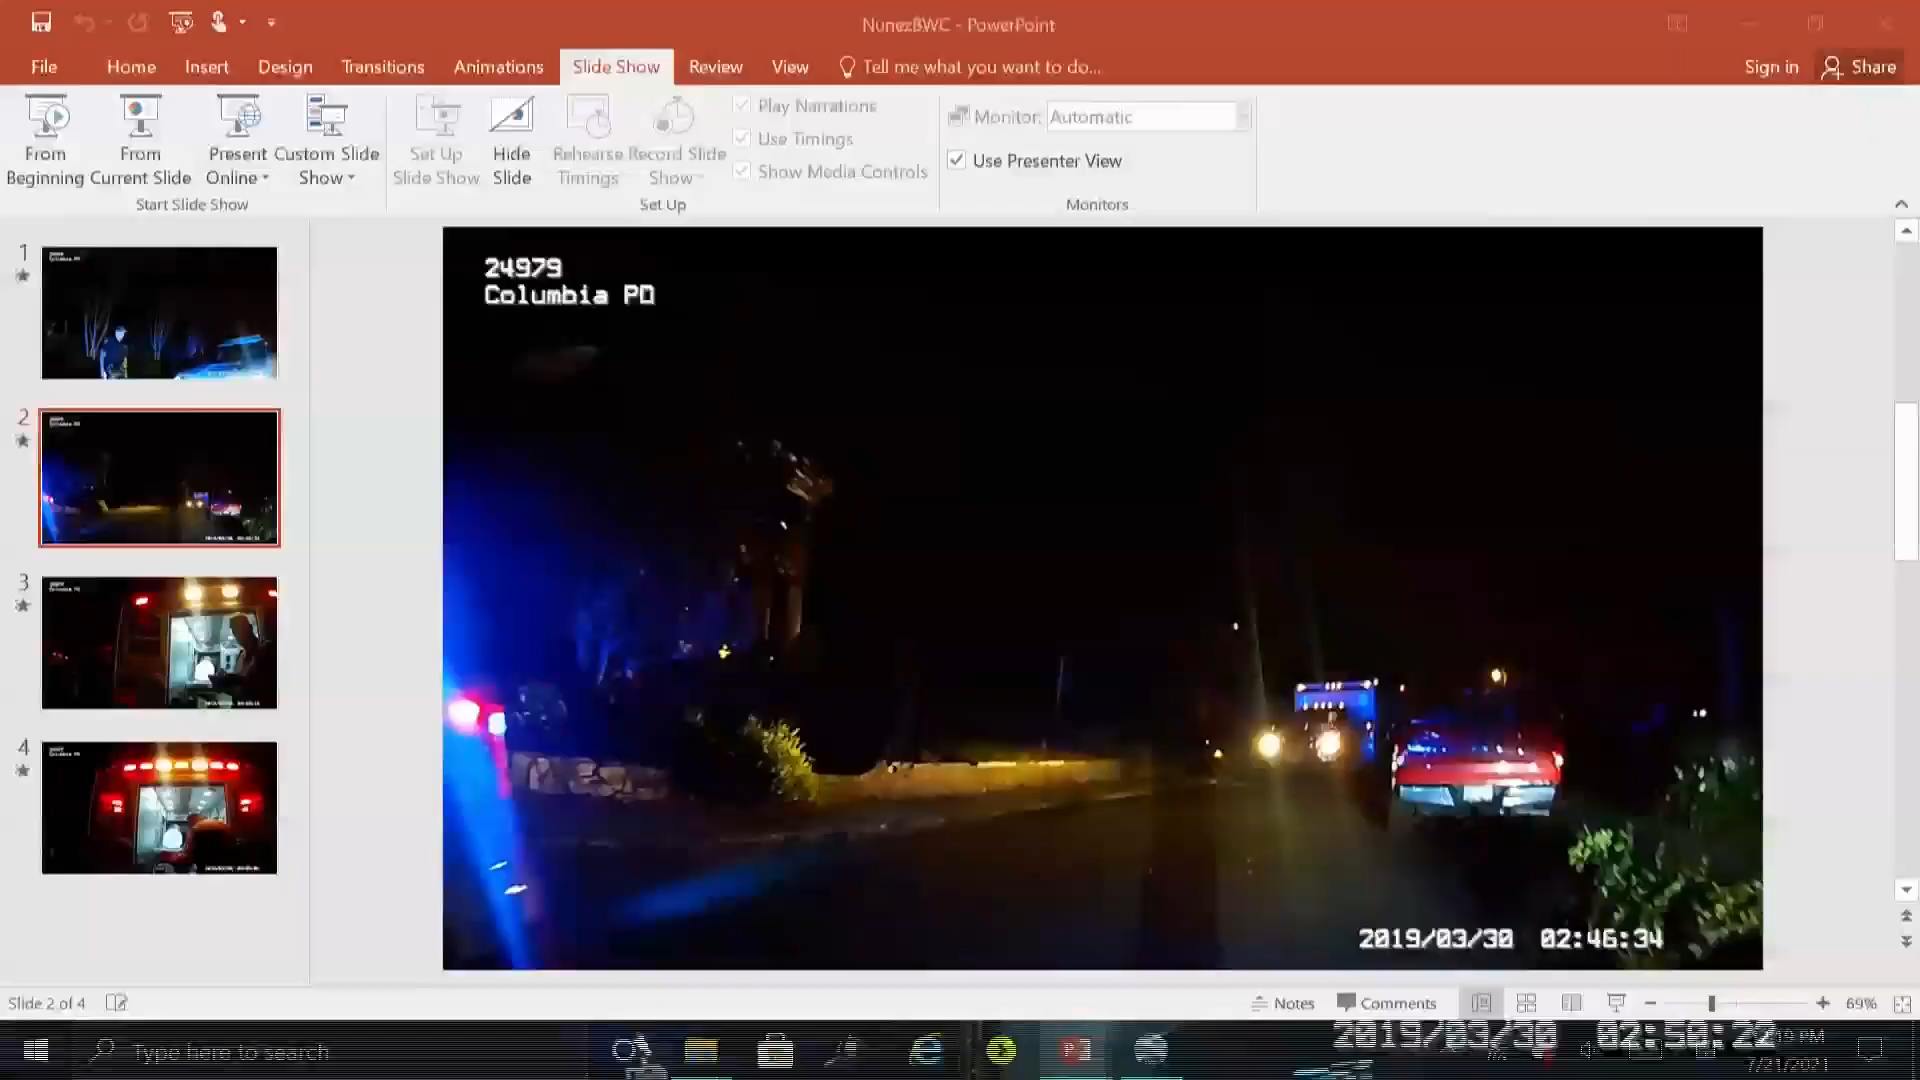 NunezBWC - PowerPoint
File Home Insert Design Transitions Animations Slide Show Review View Tell me what you want to do... Sign in Share
From Beginning
From Current Slide
Present Online
Custom Slide Show
Set Up Slide Show
Hide Slide
Rehearse Timings
Record Slide Show
Play Narrations
Use Timings
Show Media Controls
Monitor: Automatic
Use Presenter View
Start Slide Show
Set Up
Monitors
1
2
3
4
24979
Columbia PD
2019/03/30 02:46:34
Slide 2 of 4
Notes Comments 69%
Type here to search
2019/03/30 02:50:22
19 PM
7/21/2021